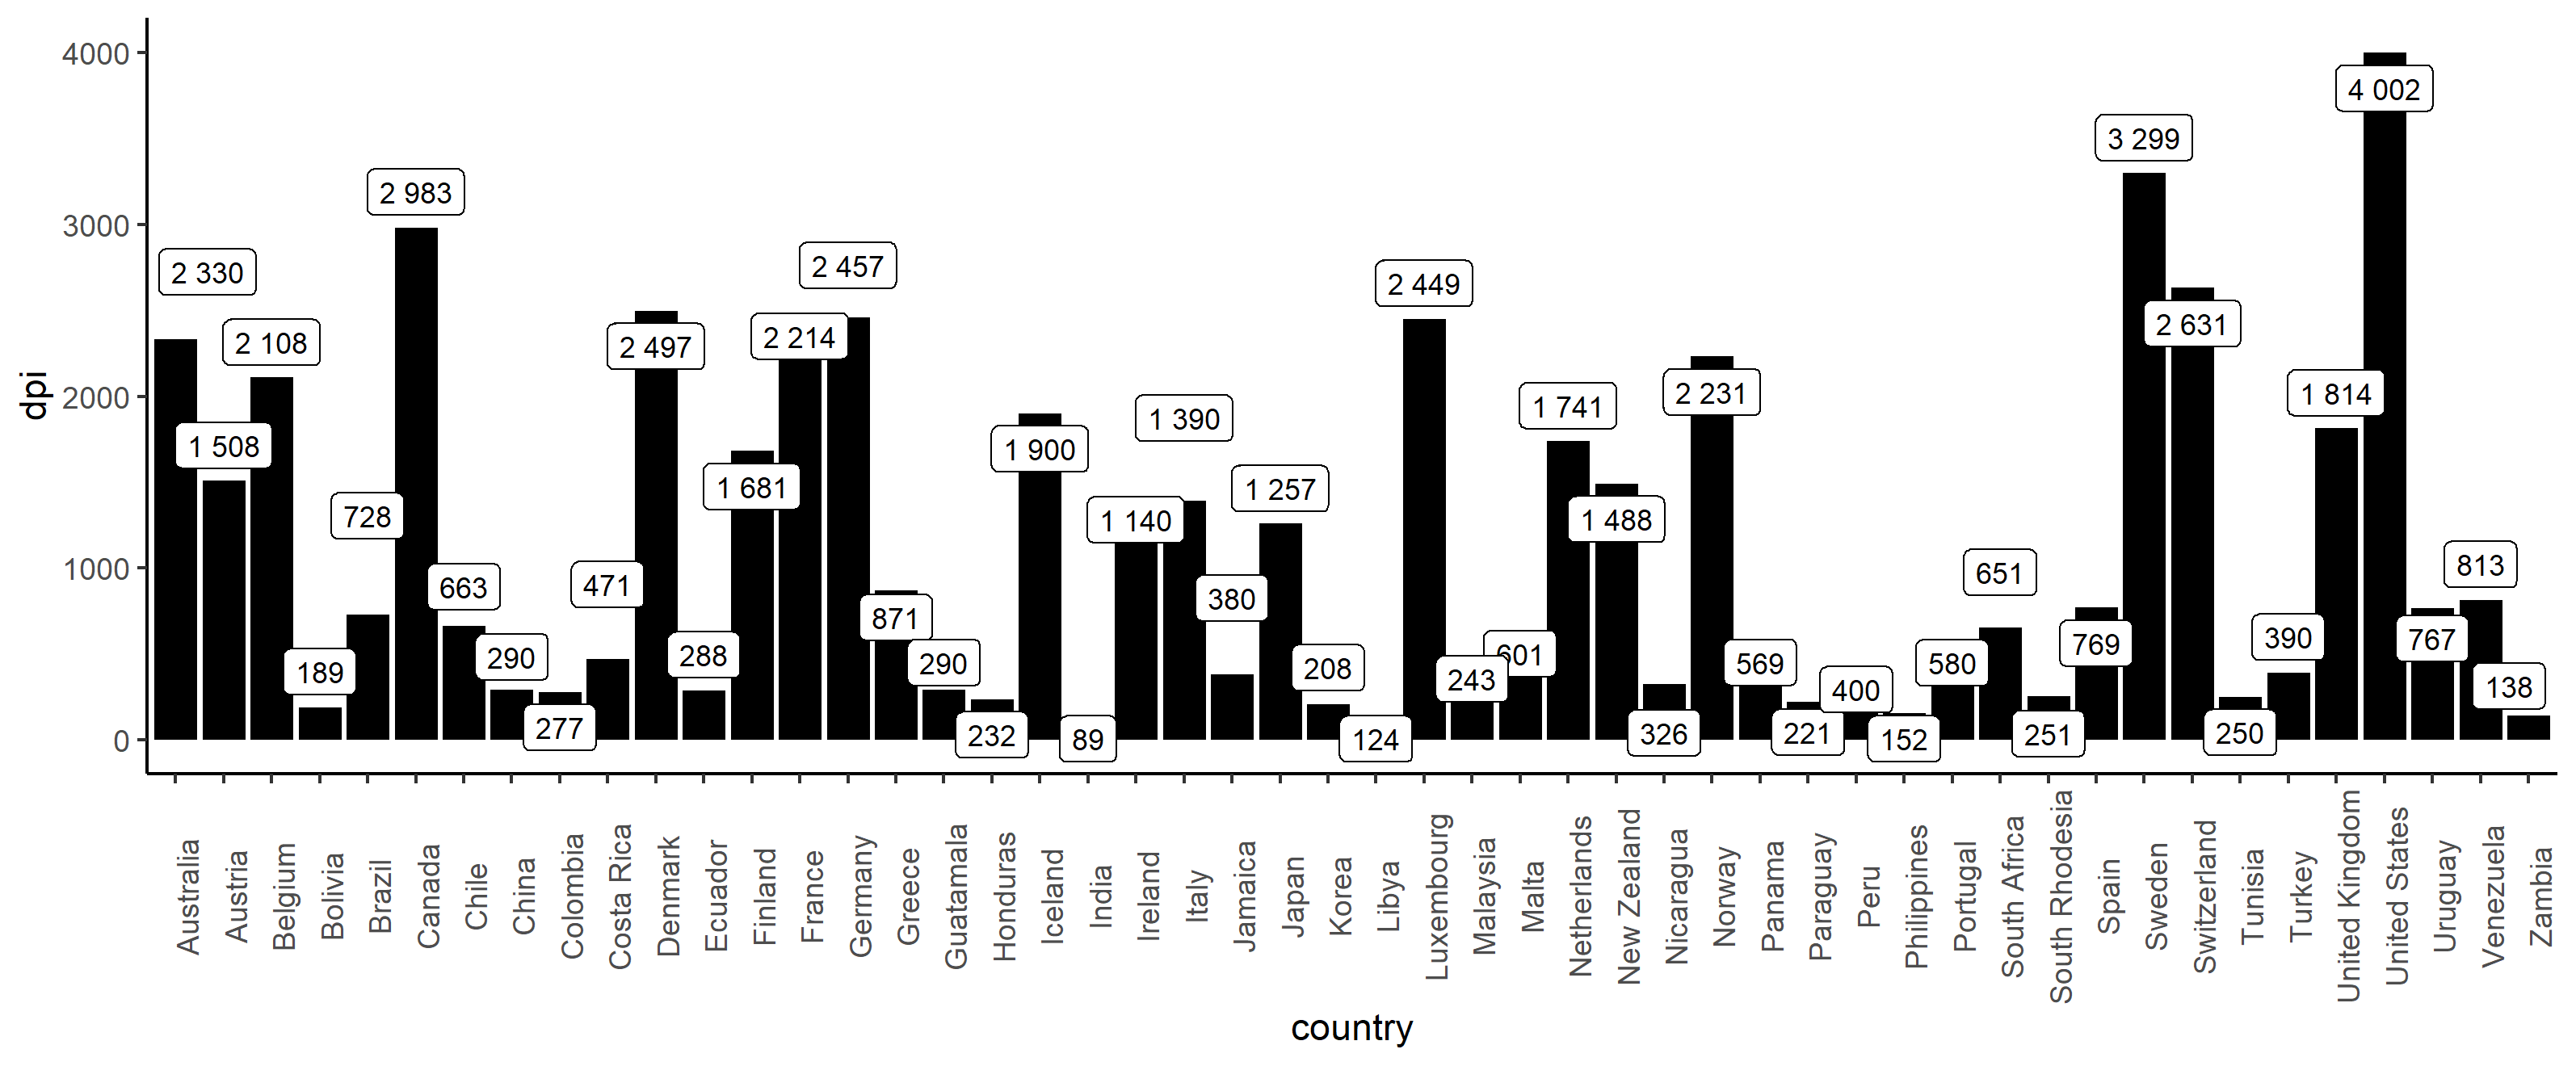 dpi
4000
3000
2000
1000
0
2 330
1 508
2 108
189
728
2 983
663
290
277
471
2 497
288
1 681
2 214
2 457
871
290
232
1 900
89
1 140
1 390
380
1 257
208
124
2 449
243
601
1 741
1 488
326
2 231
569
221
400
152
580
651
251
769
3 299
2 631
250
390
1 814
4 002
767
813
138
Australia
Austria
Belgium
Bolivia
Brazil
Canada
Chile
China
Colombia
Costa Rica
Denmark
Ecuador
Finland
France
Germany
Greece
Guatamala
Honduras
Iceland
India
Ireland
Italy
Jamaica
Japan
Korea
Libya
Luxembourg
Malaysia
Malta
Netherlands
New Zealand
Nicaragua
Norway
Panama
Paraguay
Peru
Philippines
Portugal
South Africa
South Rhodesia
Spain
Sweden
Switzerland
Tunisia
Turkey
United Kingdom
United States
Uruguay
Venezuela
Zambia
country